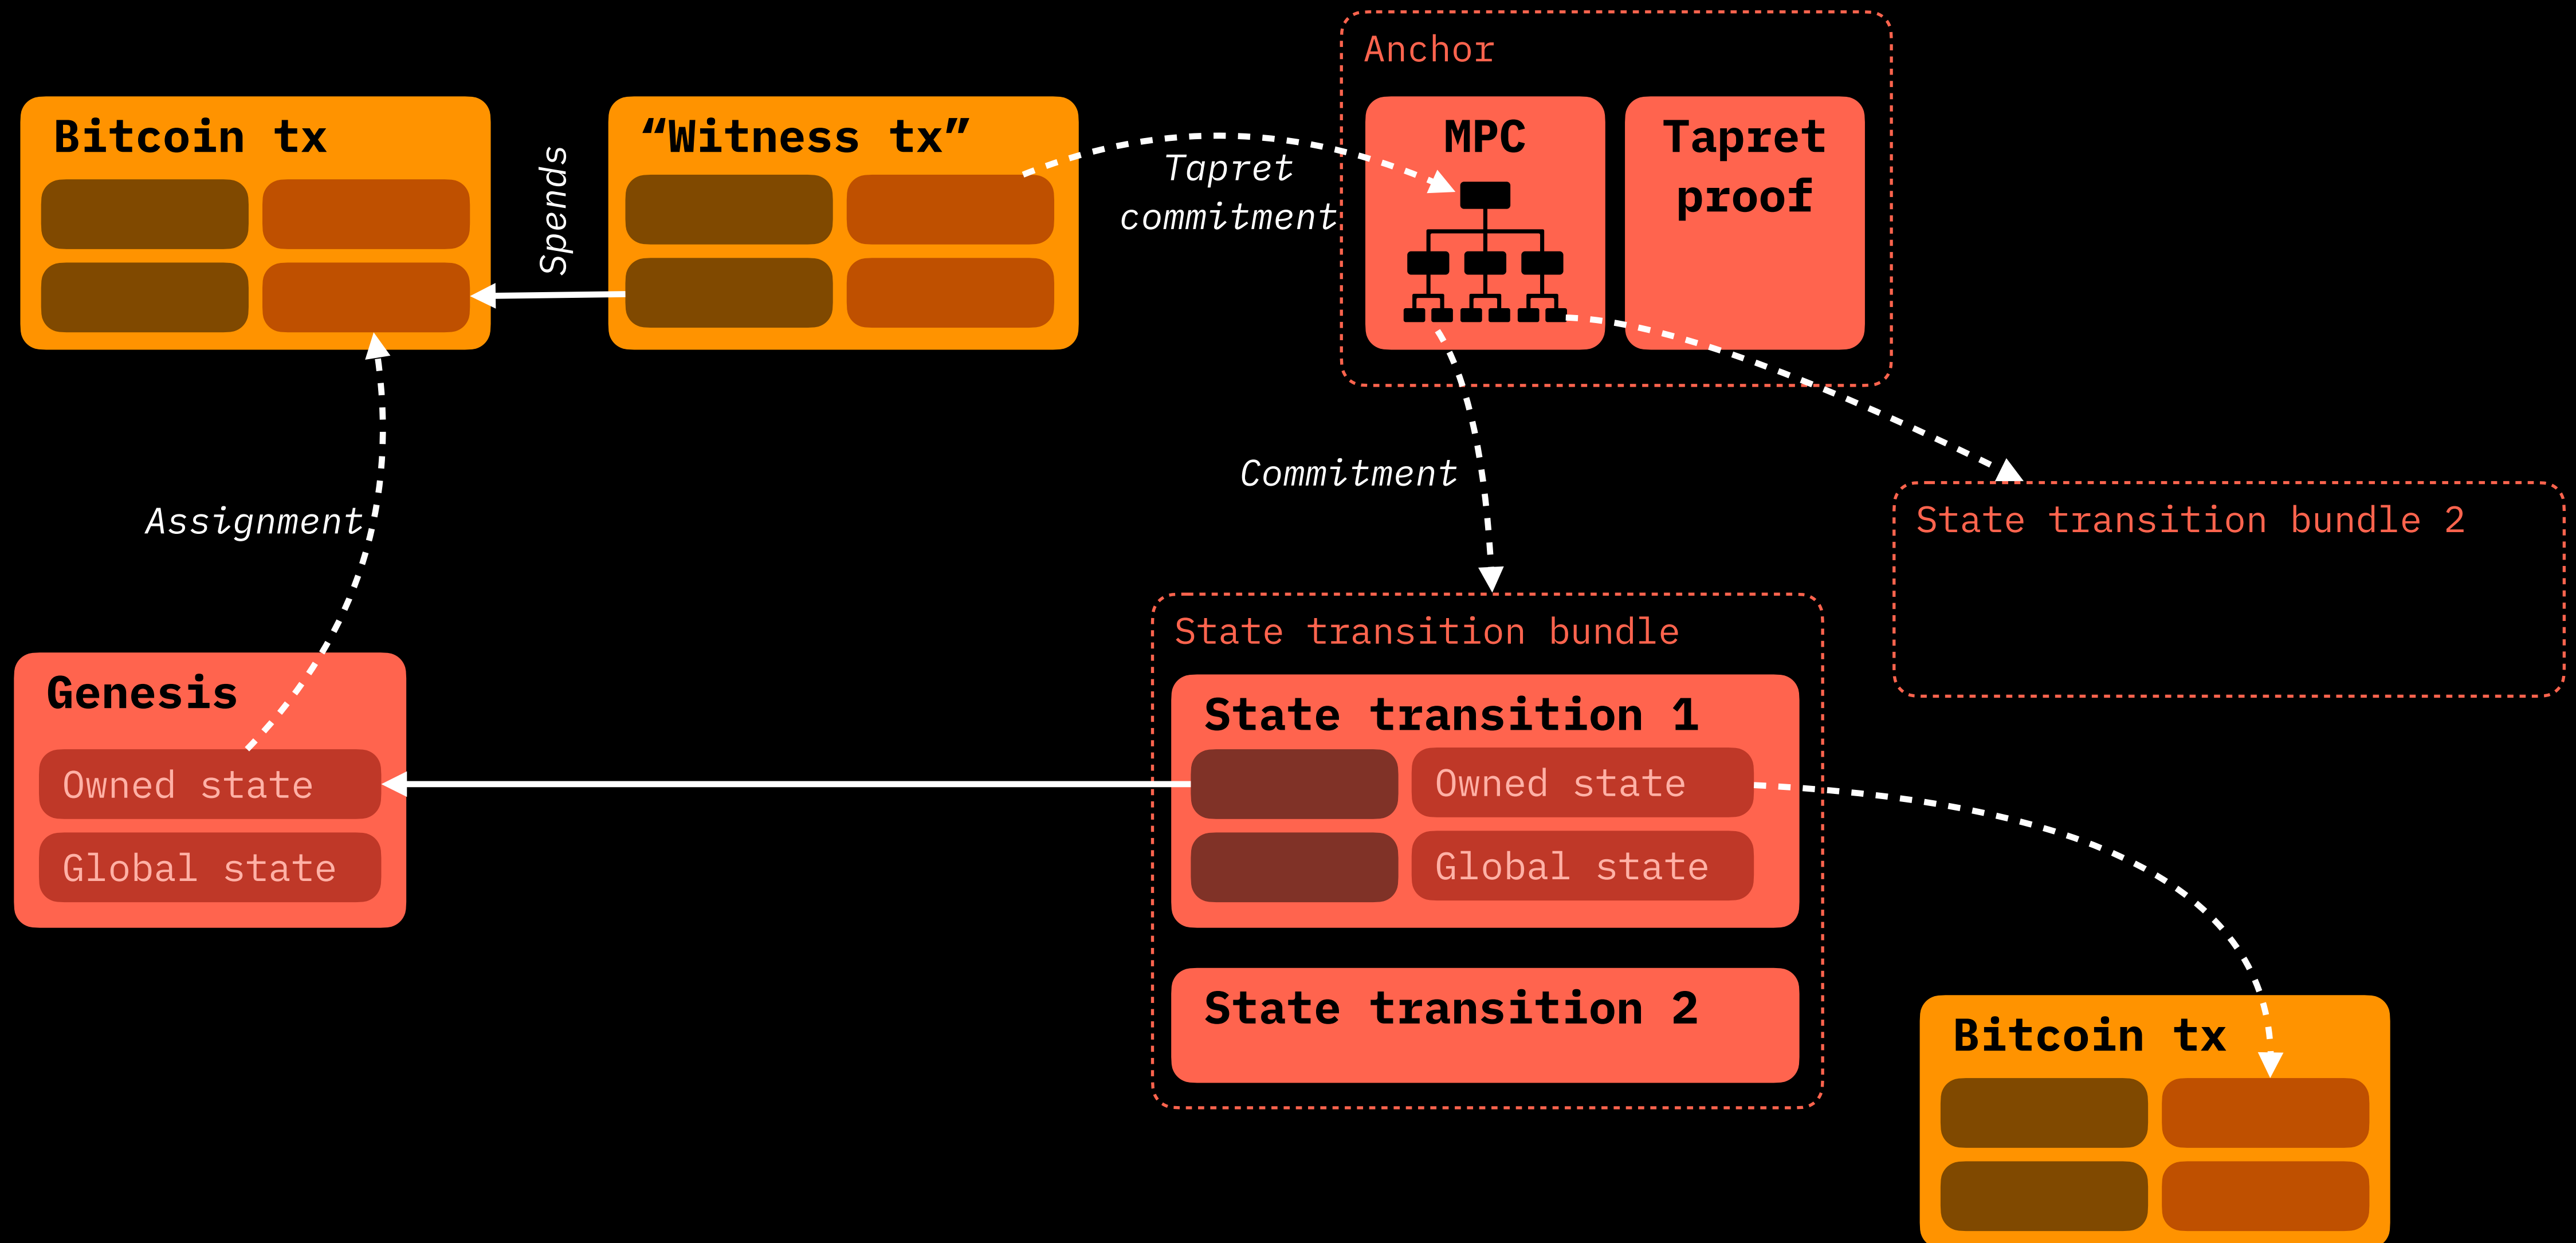 Anchor
Bitcoin tx
Spends
“Witness tx”
Tapret
commitment
MPC
Tapret
proof
Assignment
Commitment
State transition bundle 2
Genesis
Owned state
Global state
State transition bundle
State transition 1
Owned state
Global state
State transition 2
Bitcoin tx